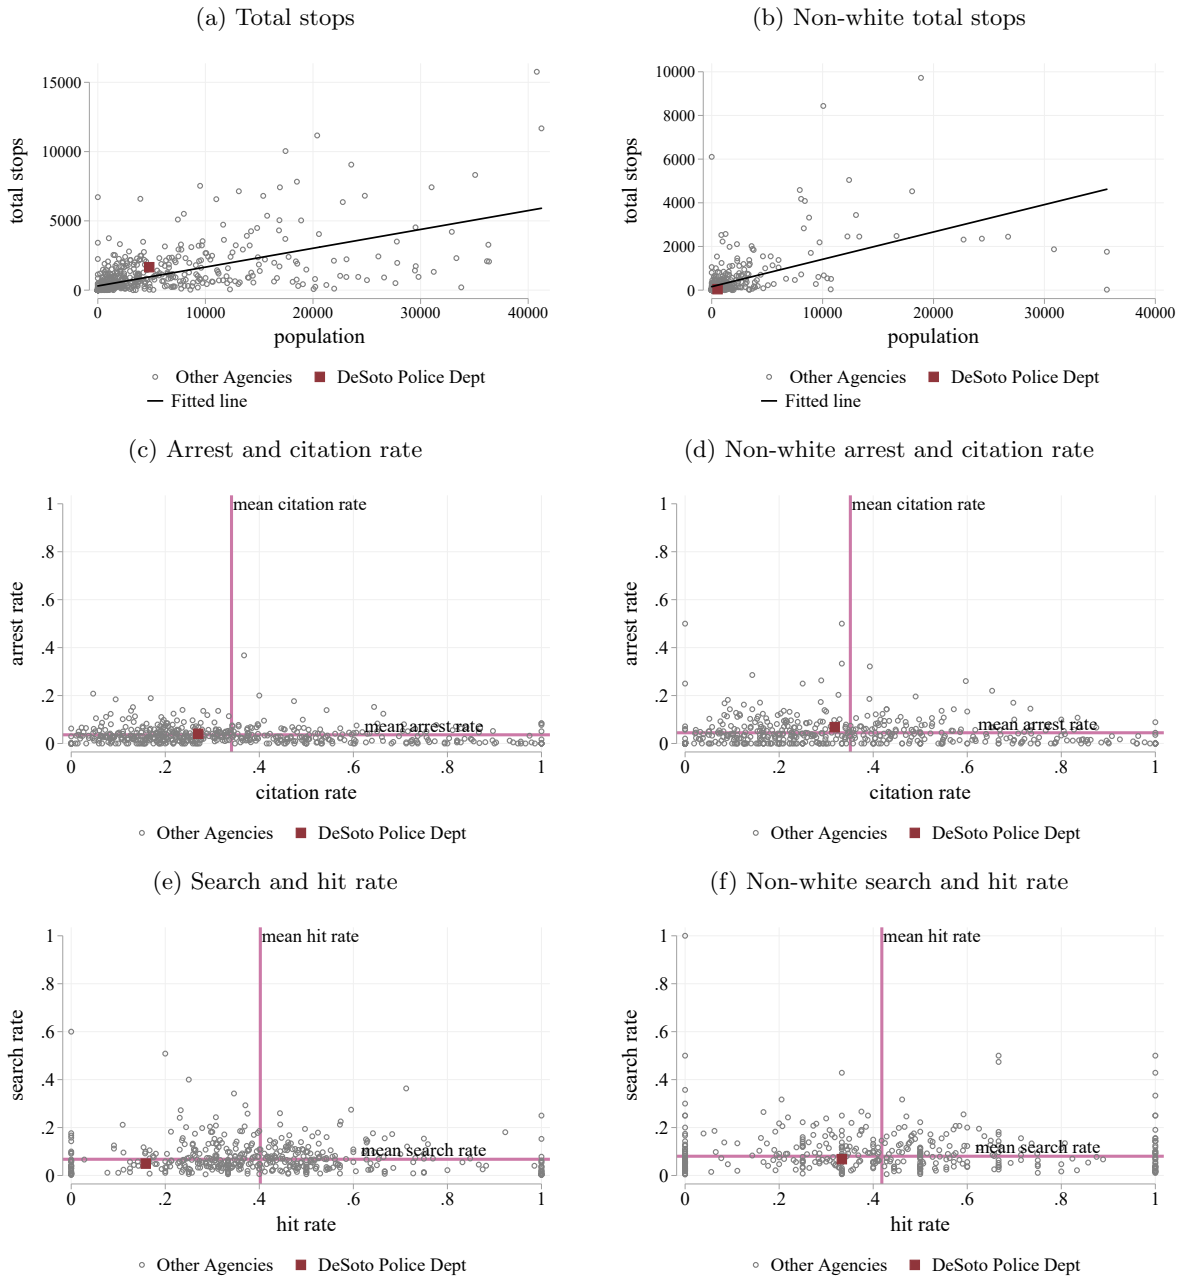 (a) Total stops
(b) Non-white total stops
15000
10000
5000
0
total stops
0 10000 20000 30000 40000
population
Other Agencies DeSoto Police Dept
Fitted line
10000
8000
6000
4000
2000
0
total stops
0 10000 20000 30000 40000
population
Other Agencies DeSoto Police Dept
Fitted line
(c) Arrest and citation rate
(d) Non-white arrest and citation rate
1
.8
.6
.4
.2
0
arrest rate
mean citation rate
mean arrest rate
0 .2 .4 .6 .8 1
citation rate
Other Agencies DeSoto Police Dept
1
.8
.6
.4
.2
0
arrest rate
mean citation rate
mean arrest rate
0 .2 .4 .6 .8 1
citation rate
Other Agencies DeSoto Police Dept
(e) Search and hit rate
(f) Non-white search and hit rate
1
.8
.6
.4
.2
0
search rate
mean hit rate
mean search rate
0 .2 .4 .6 .8 1
hit rate
Other Agencies DeSoto Police Dept
1
.8
.6
.4
.2
0
search rate
mean hit rate
mean search rate
0 .2 .4 .6 .8 1
hit rate
Other Agencies DeSoto Police Dept